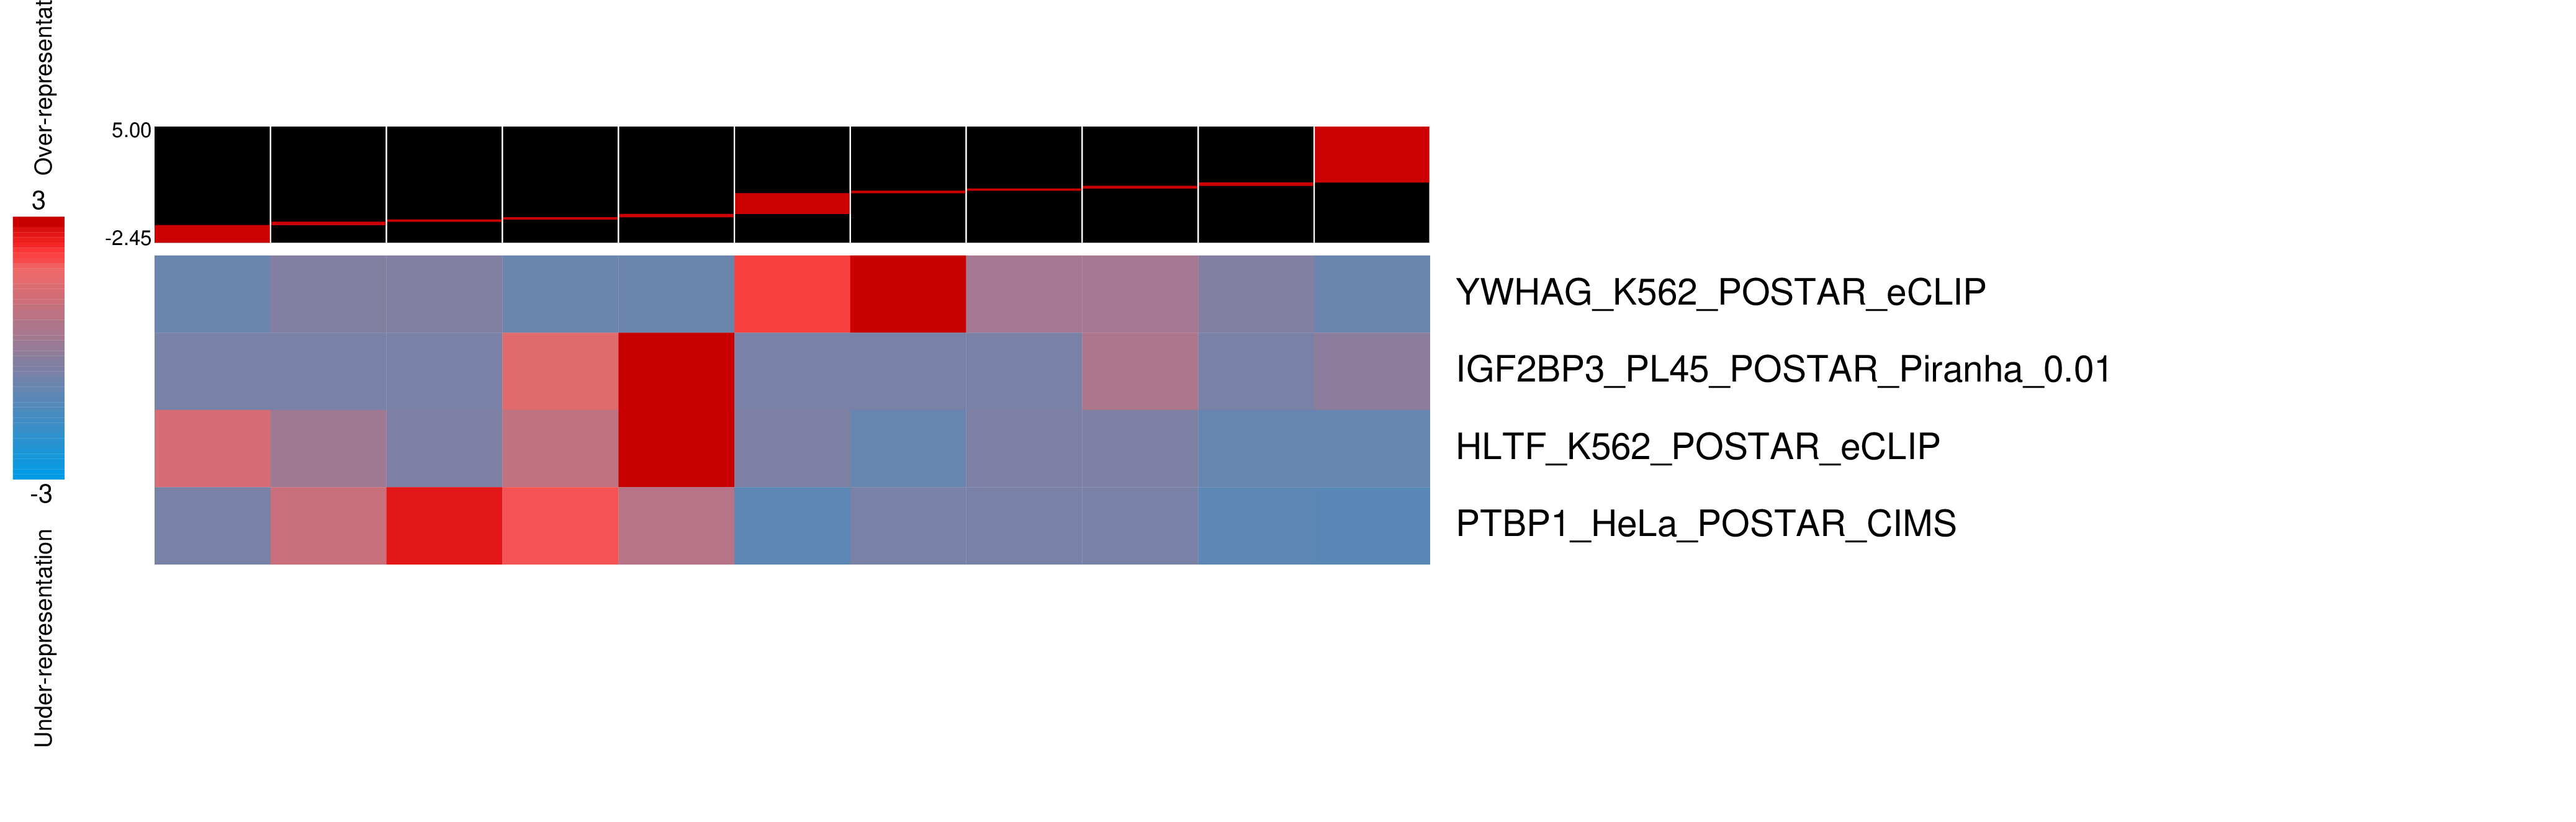 Over-representat
5.00
-2.45
3
-3
Under-representation
YWHAG_K562_POSTAR_eCLIP
IGF2BP3_PL45_POSTAR_Piranha_0.01
HLTF_K562_POSTAR_eCLIP
PTBP1_HeLa_POSTAR_CIMS